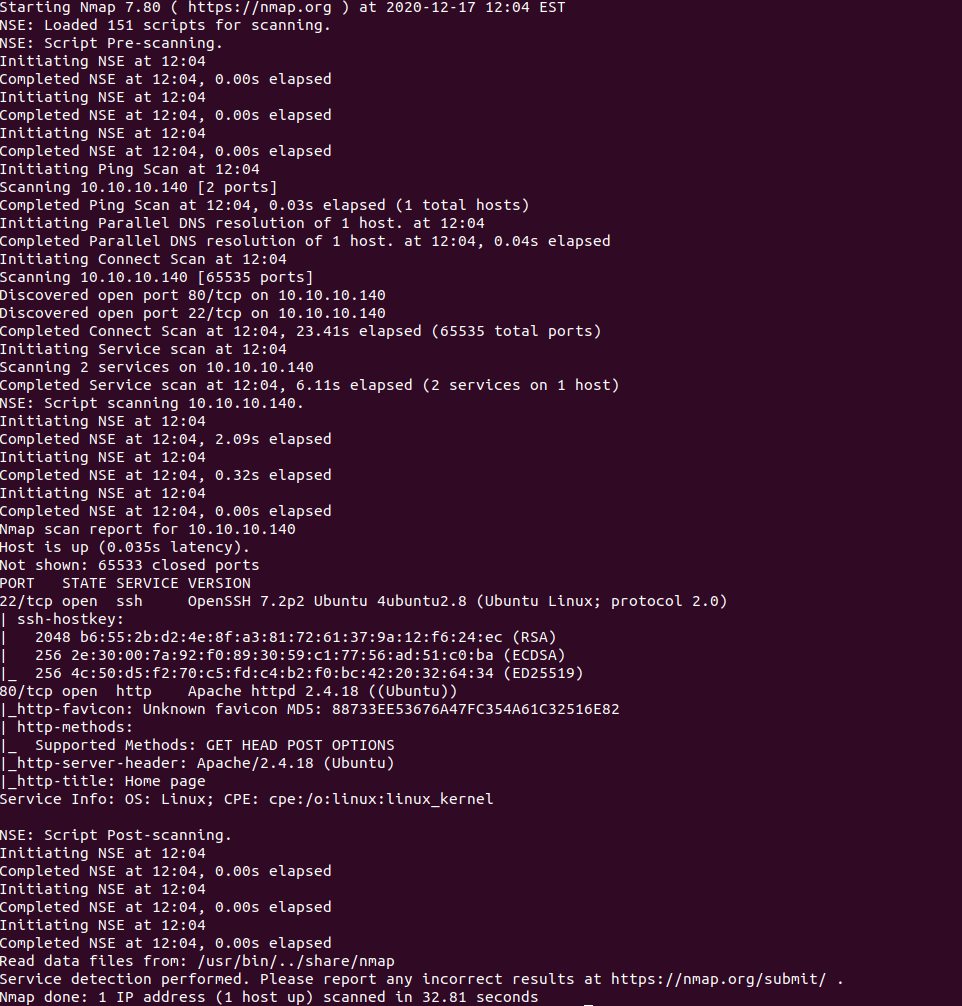 Starting Nmap 7.80 ( https://nmap.org ) at 2020-12-17 12:04 EST
NSE: Loaded 151 scripts for scanning.
NSE: Script Pre-scanning.
Initiating NSE at 12:04
Completed NSE at 12:04, 0.00s elapsed
Initiating NSE at 12:04
Completed NSE at 12:04, 0.00s elapsed
Initiating NSE at 12:04
Completed NSE at 12:04, 0.00s elapsed
Initiating Ping Scan at 12:04
Scanning 10.10.10.140 [2 ports]
Completed Ping Scan at 12:04, 0.03s elapsed (1 total hosts)
Initiating Parallel DNS resolution of 1 host. at 12:04
Completed Parallel DNS resolution of 1 host. at 12:04, 0.04s elapsed
Initiating Connect Scan at 12:04
Scanning 10.10.10.140 [65535 ports]
Discovered open port 80/tcp on 10.10.10.140
Discovered open port 22/tcp on 10.10.10.140
Completed Connect Scan at 12:04, 23.41s elapsed (65535 total ports)
Initiating Service scan at 12:04
Scanning 2 services on 10.10.10.140
Completed Service scan at 12:04, 6.11s elapsed (2 services on 1 host)
NSE: Script scanning 10.10.10.140.
Initiating NSE at 12:04
Completed NSE at 12:04, 2.09s elapsed
Initiating NSE at 12:04
Completed NSE at 12:04, 0.32s elapsed
Initiating NSE at 12:04
Completed NSE at 12:04, 0.00s elapsed
Nmap scan report for 10.10.10.140
Host is up (0.035s latency).
Not shown: 65533 closed ports
PORT   STATE SERVICE VERSION
22/tcp open  ssh     OpenSSH 7.2p2 Ubuntu 4ubuntu2.8 (Ubuntu Linux; protocol 2.0)
| ssh-hostkey:
|   2048 b6:55:2b:d2:4e:8f:a3:81:72:61:37:9a:12:f6:24:ec (RSA)
|   256 2e:30:00:7a:92:f0:89:30:59:c1:77:56:ad:51:c0:ba (ECDSA)
|_  256 4c:50:d5:f2:70:c5:fd:c4:b2:f0:bc:42:20:32:64:34 (ED25519)
80/tcp open  http    Apache httpd 2.4.18 ((Ubuntu))
|_http-favicon: Unknown favicon MD5: 88733EE53676A47FC354A61C32516E82
| http-methods:
|_  Supported Methods: GET HEAD POST OPTIONS
|_http-server-header: Apache/2.4.18 (Ubuntu)
|_http-title: Home page
Service Info: OS: Linux; CPE: cpe:/o:linux:linux_kernel

NSE: Script Post-scanning.
Initiating NSE at 12:04
Completed NSE at 12:04, 0.00s elapsed
Initiating NSE at 12:04
Completed NSE at 12:04, 0.00s elapsed
Initiating NSE at 12:04
Completed NSE at 12:04, 0.00s elapsed
Read data files from: /usr/bin/../share/nmap
Service detection performed. Please report any incorrect results at https://nmap.org/submit/ .
Nmap done: 1 IP address (1 host up) scanned in 32.81 seconds